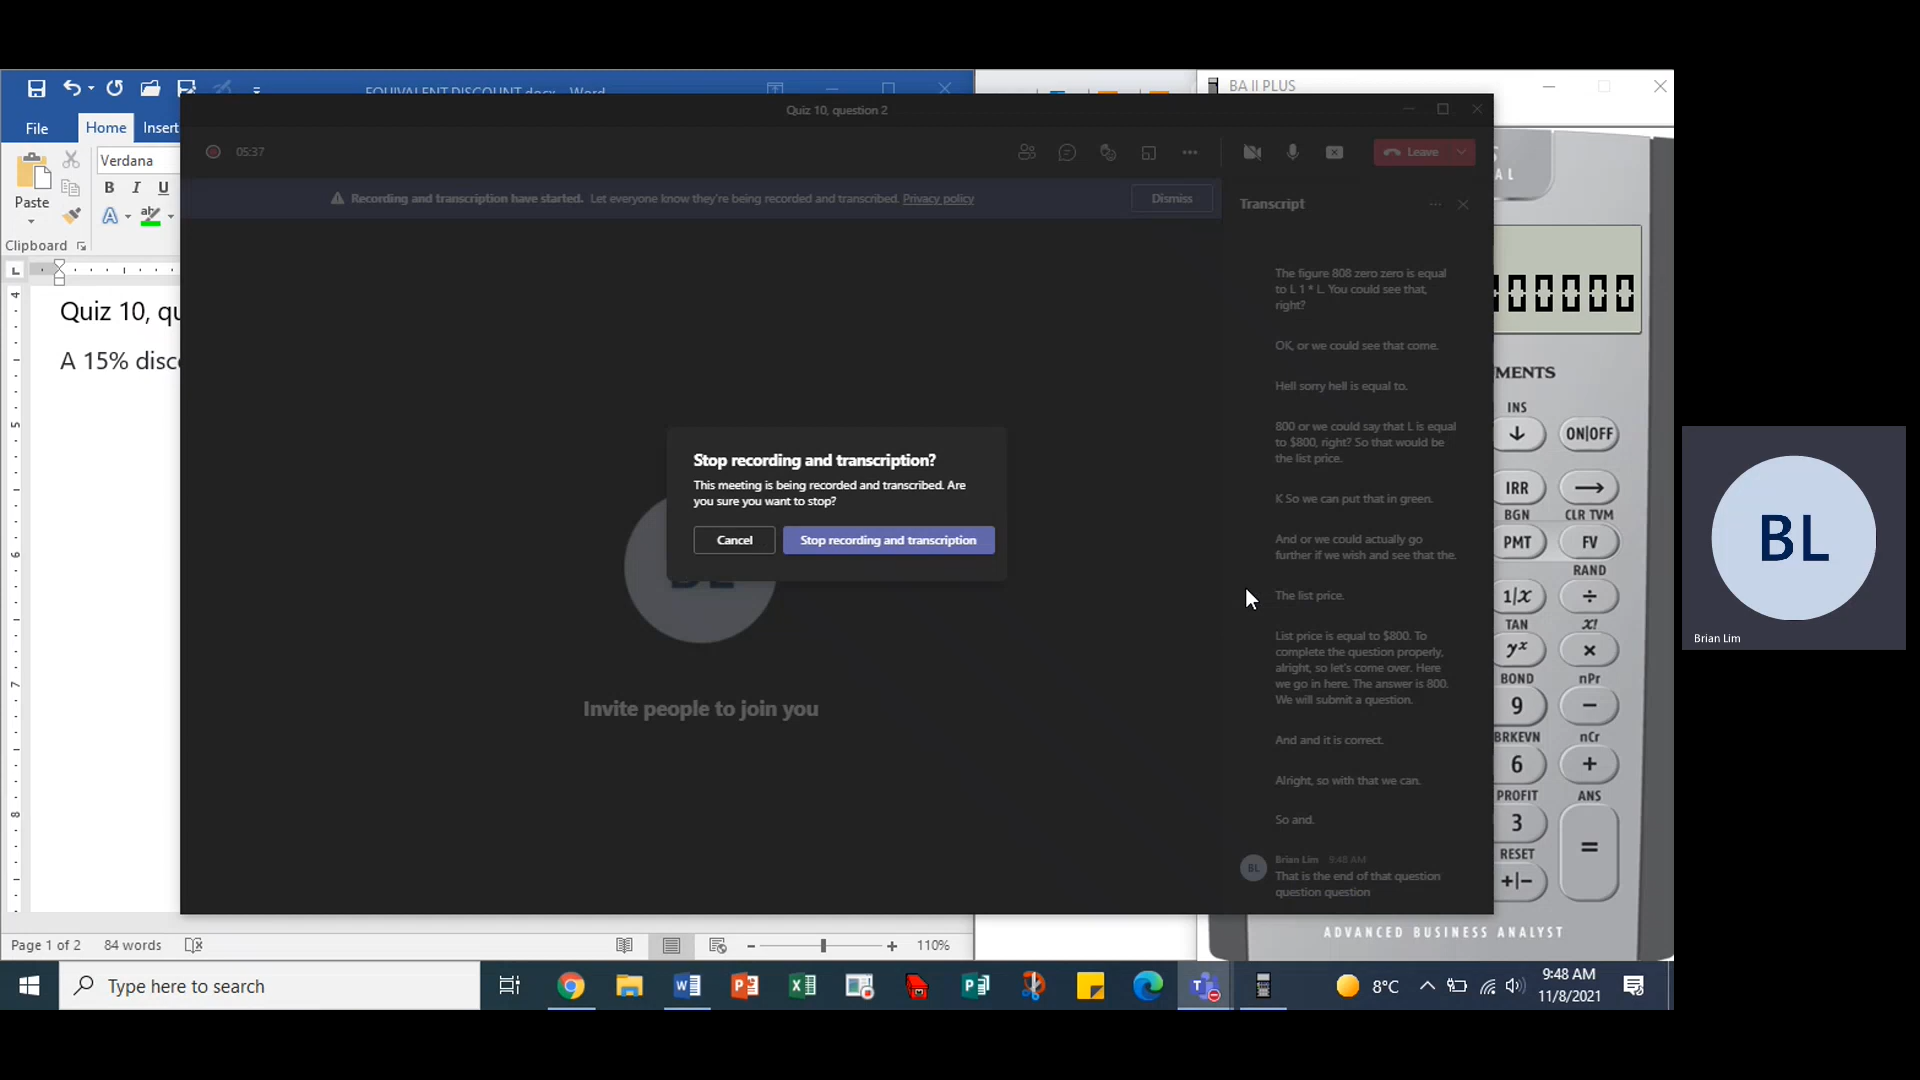 EQUIVALENT DISCOUNT.docx - Word
File
Home
Insert
Verdana
Paste
B I U
Clipboard
Quiz 10, qu
A 15% disco
Page 1 of 2
84 words
110%
Quiz 10, question 2
05:37
Leave
Recording and transcription have started. Let everyone know they're being recorded and transcribed. Privacy policy
Dismiss
Transcript
The figure 808 zero zero is equal
to L 1 * L. You could see that,
right?
OK, or we could see that come.
Hell sorry hell is equal to.
800 or we could say that L is equal
to $800, right? So that would be
the list price.
K So we can put that in green.
And or we could actually go
further if we wish and see that the.
The list price.
List price is equal to $800. To
complete the question properly,
alright, so let's come over. Here
we go in here. The answer is 800.
We will submit a question.
And and it is correct.
Alright, so with that we can.
So and.
BL
Brian Lim 9:48 AM
That is the end of that question
question question
Stop recording and transcription?
This meeting is being recorded and transcribed. Are
you sure you want to stop?
Cancel
Stop recording and transcription
Invite people to join you
BA II PLUS
INS
ON|OFF
IRR
BGN
CLR TVM
PMT
FV
RAND
1/x
÷
TAN
x!
yx
×
BOND
nPr
9
−
BRKEVN
nCr
6
+
PROFIT
ANS
3
=
RESET
+|−
ADVANCED BUSINESS ANALYST
BL
Brian Lim
Type here to search
8°C
9:48 AM
11/8/2021